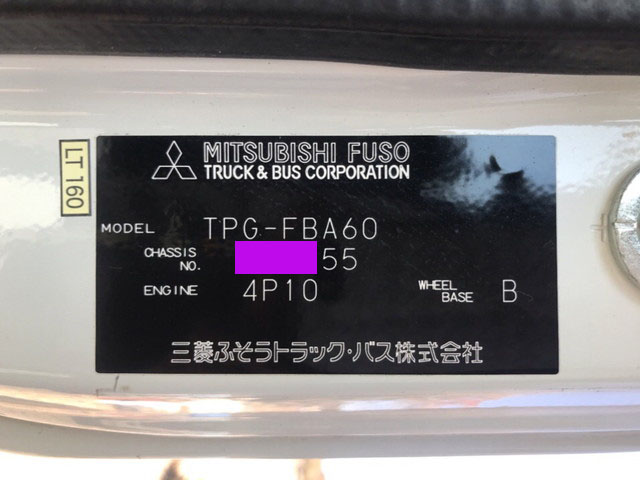 LT 160
MITSUBISHI FUSO
TRUCK & BUS CORPORATION
MODEL TPG-FBA60
CHASSIS NO. 55
ENGINE 4P10 WHEEL BASE B
三菱ふそうトラック・バス株式会社